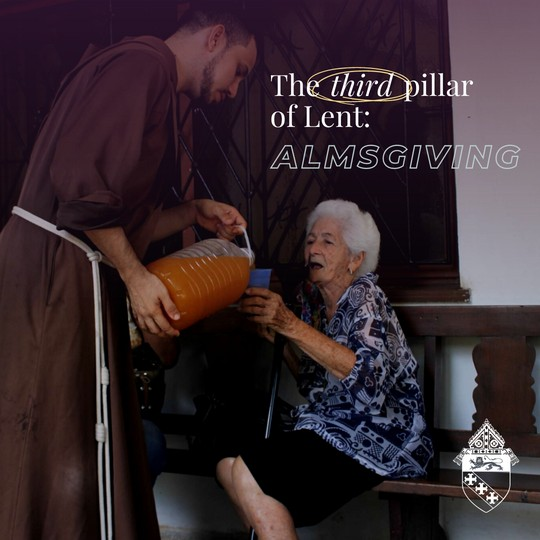 The third pillar
of Lent:
ALMSGIVING